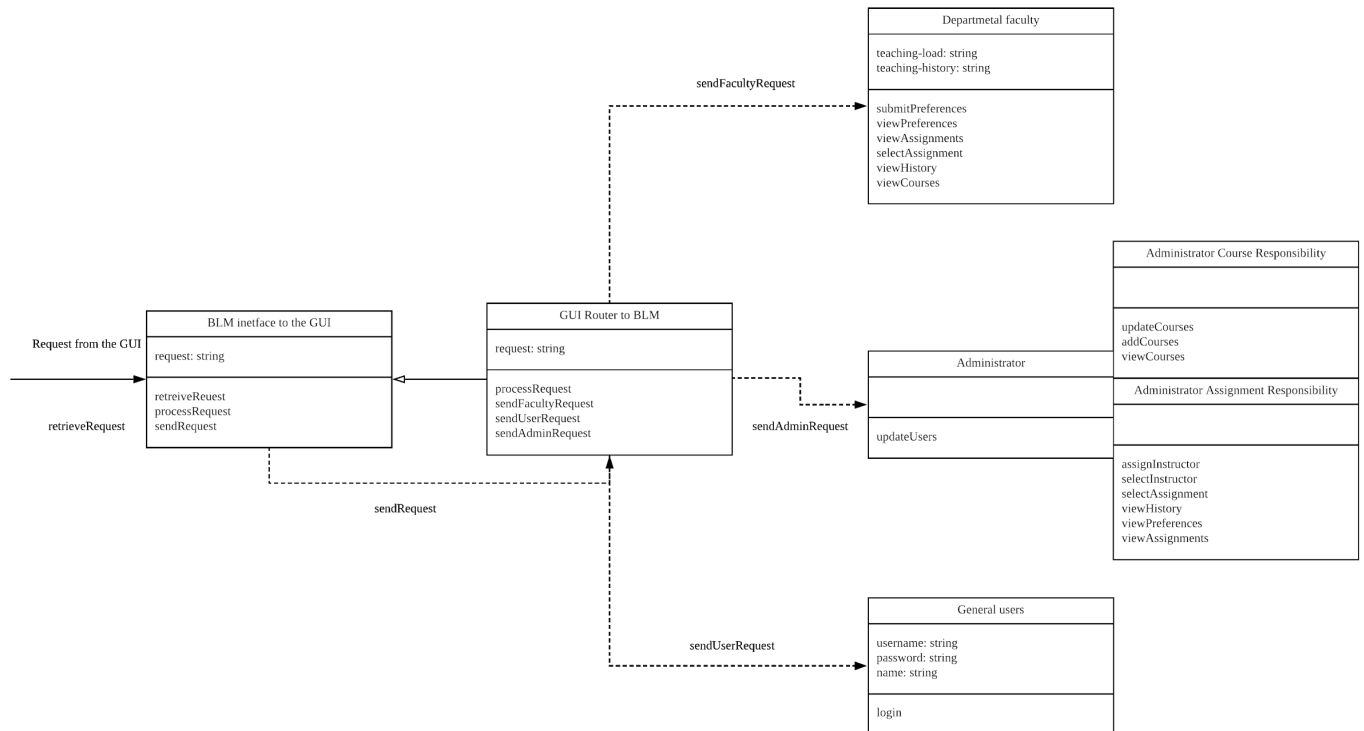 Departmetal faculty
teaching-load: string
teaching-history: string
submitPreferences
viewPreferences
viewAssignments
selectAssignment
viewHistory
viewCourses
sendFacultyRequest
Request from the GUI
retrieveRequest
BLM inetface to the GUI
request: string
retreiveReuest
processRequest
sendRequest
sendRequest
GUI Router to BLM
request: string
processRequest
sendFacultyRequest
sendUserRequest
sendAdminRequest
sendAdminRequest
Administrator
updateUsers
Administrator Course Responsibility
updateCourses
addCourses
viewCourses
Administrator Assignment Responsibility
assignInstructor
selectInstructor
selectAssignment
viewHistory
viewPreferences
viewAssignments
sendUserRequest
General users
username: string
password: string
name: string
login